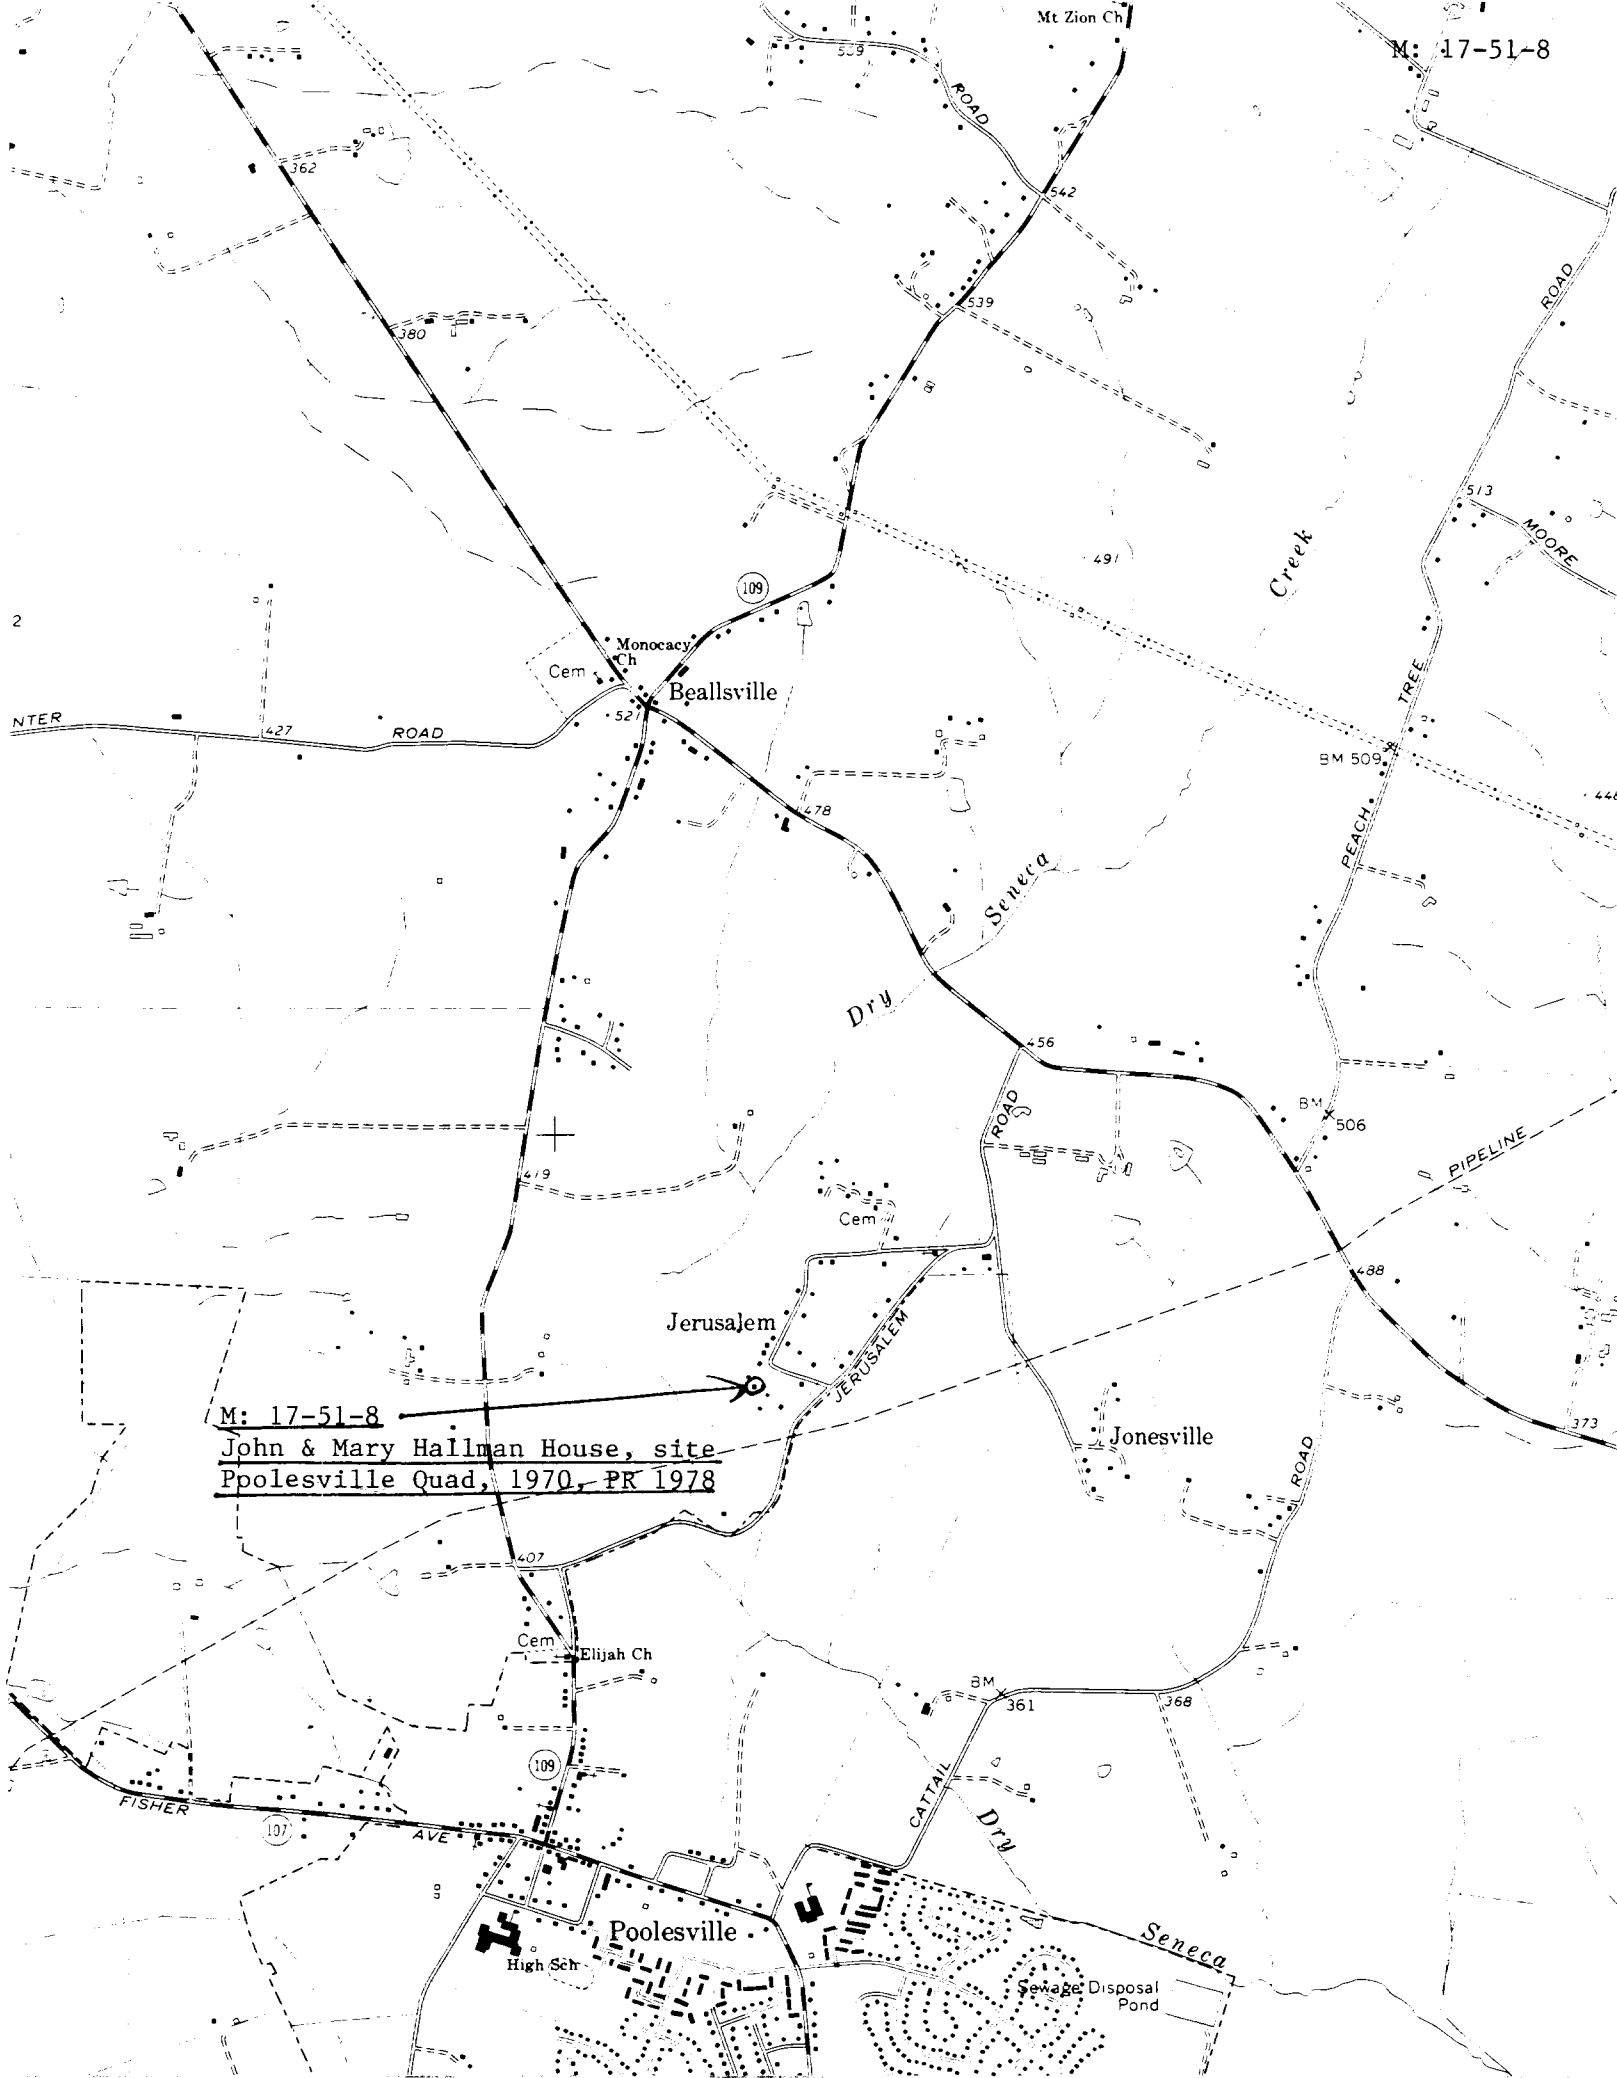 Mt Zion Ch
M: 17-51-8
539
ROAD
362
542
ROAD
539
380
513
MOORE
491
Creek
109
2
Monocacy
Ch
Cem
Beallsville
TREE
521
NTER
427
ROAD
BM 509
446
478
PEACH
Seneca
Dry
456
ROAD
BM
506
PIPELINE
419
Cem
488
Jerusalem
JERUSALEM
M: 17-51-8
John & Mary Hallman House, site
Poolesville Quad, 1970, PR 1978
373
Jonesville
ROAD
407
Cem
Elijah Ch
BM
361
368
109
CATTAIL
FISHER
107
AVE
Dry
Poolesville
High Sch
Seneca
Sewage Disposal
Pond